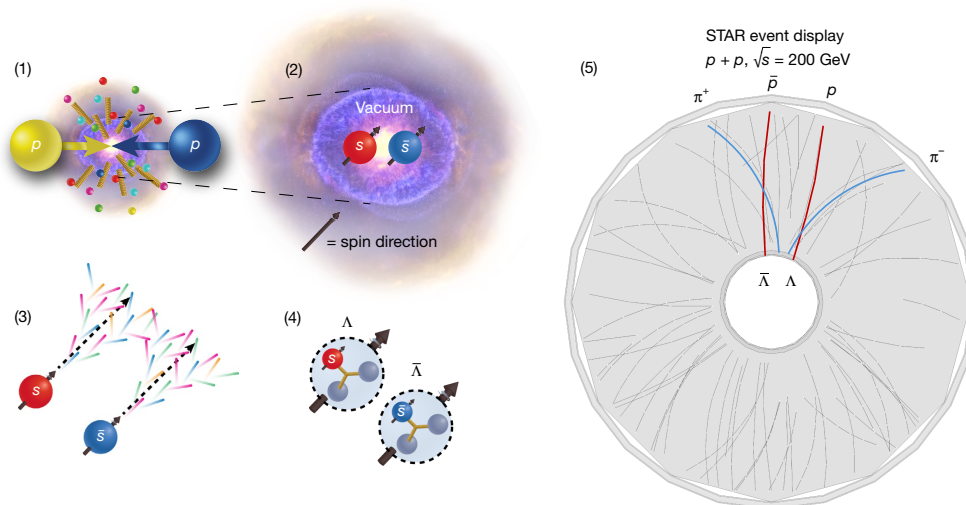 (1)
p
p
(2)
Vacuum
s
s̄
= spin direction
(3)
s
s̄
(4)
Λ
s
Λ̄
s̄
STAR event display
p + p, √s = 200 GeV
(5)
π⁺
p̄
p
π⁻
Λ̄
Λ